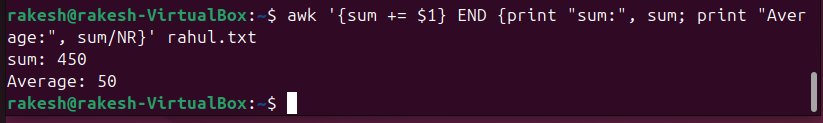 rakesh@rakesh-VirtualBox:~$ awk '{sum += $1} END {print "sum:", sum; print "Aver
age:", sum/NR}' rahul.txt
sum: 450
Average: 50
rakesh@rakesh-VirtualBox:~$